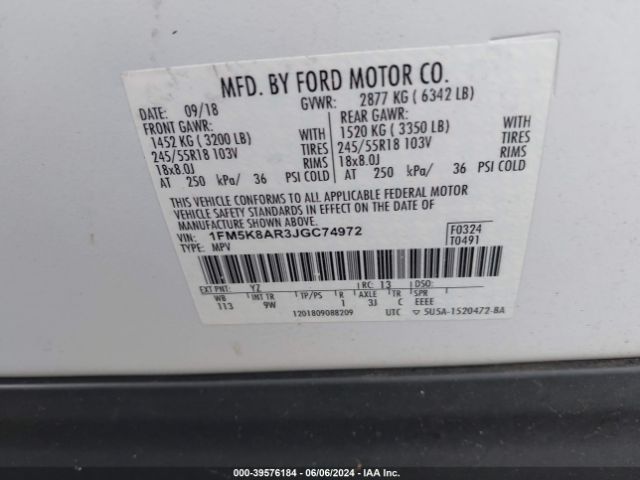 MFD. BY FORD MOTOR CO.
DATE: 09/18 GVWR: 2877 KG ( 6342 LB)
FRONT GAWR: REAR GAWR:
1452 KG ( 3200 LB) WITH 1520 KG ( 3350 LB) WITH
245/55R18 103V TIRES 245/55R18 103V TIRES
18x8.0J RIMS 18x8.0J RIMS
AT 250 kPa/ 36 PSI COLD AT 250 kPa/ 36 PSI COLD
THIS VEHICLE CONFORMS TO ALL APPLICABLE FEDERAL MOTOR
VEHICLE SAFETY STANDARDS IN EFFECT ON THE DATE OF
MANUFACTURE SHOWN ABOVE.
VIN: 1FM5K8AR3JGC74972 F0324
TYPE: MPV T0491
EXT PNT: YZ RC: 13 DSO:
WB INT TR TP/PS R AXLE TR SPR
113 9W 1 3J C EEEE
1201809088209 UTC ▽ 5U5A-1520472-BA
000-39576184 - 06/06/2024 - IAA Inc.